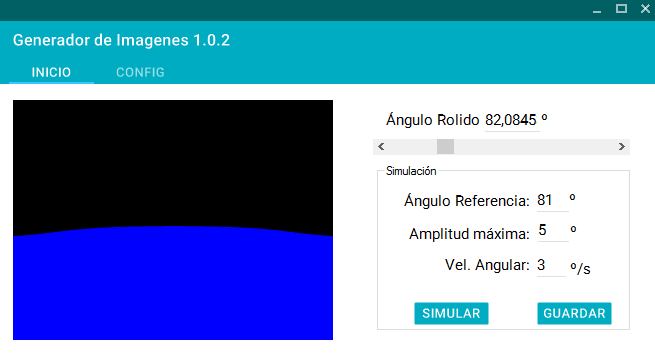 Generador de Imagenes 1.0.2
INICIO CONFIG
Ángulo Rolido 82,0845 º
Simulación
Ángulo Referencia: 81 º
Amplitud máxima: 5 º
Vel. Angular: 3 º/s
SIMULAR GUARDAR